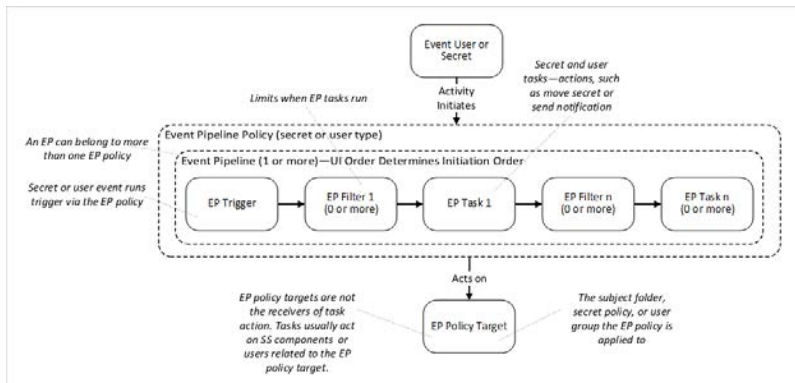 Event User or
Secret
Secret and user
tasks—actions, such
as move secret or
send notification
Activity
Initiates
Limits when EP tasks run
Event Pipeline Policy (secret or user type)
An EP can belong to more
than one EP policy
Event Pipeline (1 or more)—UI Order Determines Initiation Order
Secret or user event runs
trigger via the EP policy
EP Trigger
EP Filter 1
(0 or more)
EP Task 1
EP Filter n
(0 or more)
EP Task n
(0 or more)
Acts on
EP policy targets are not
the receivers of task
action. Tasks usually act
on SS components or
users related to the EP
policy target.
EP Policy Target
The subject folder,
secret policy, or user
group the EP policy is
applied to